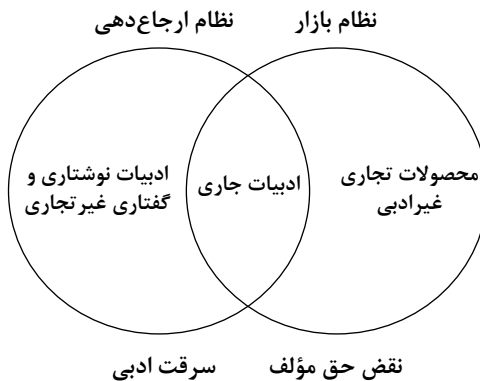 نظام بازار
نظام ارجاع‌دهی
محصولات تجاری
غیرادبی
ادبیات جاری
ادبیات نوشتاری و
گفتاری غیرتجاری
نقض حق مؤلف
سرقت ادبی